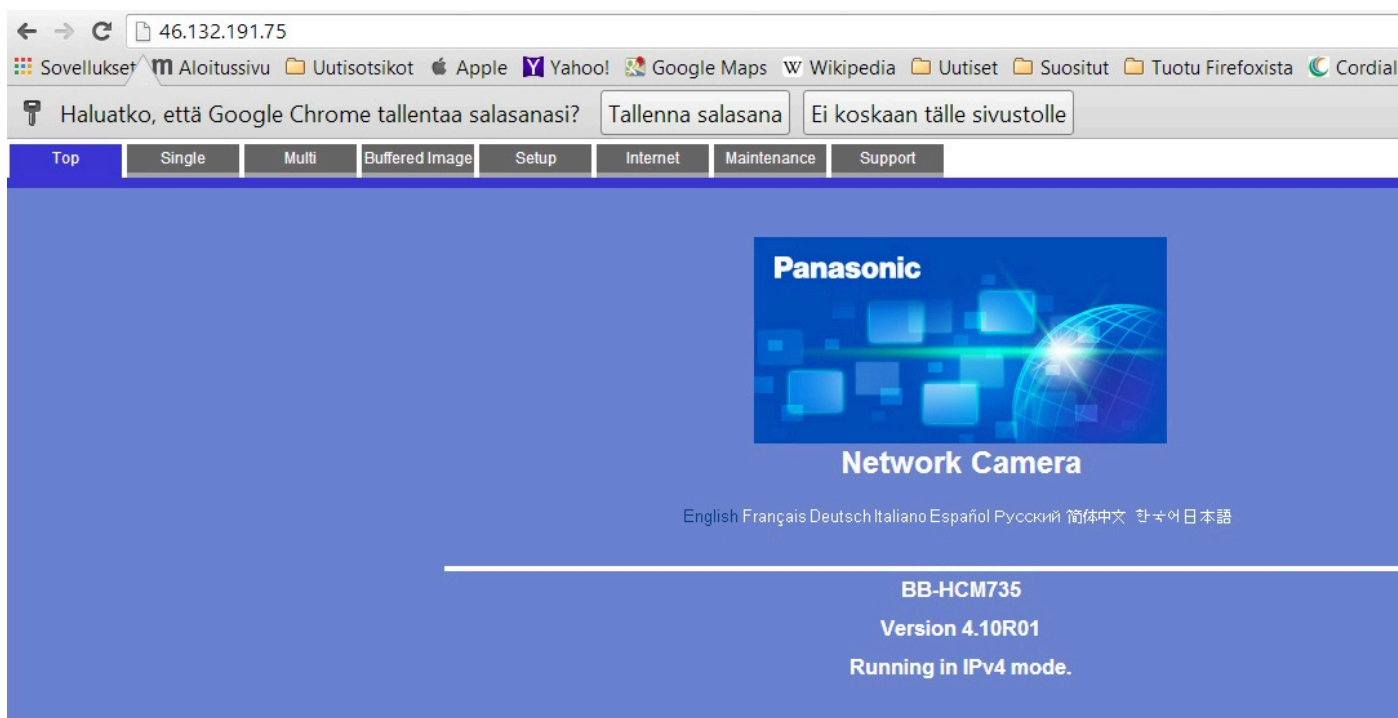 46.132.191.75
Sovellukset m Aloitussivu Uutisotsikot Apple Y Yahoo! Google Maps W Wikipedia Uutiset Suositut Tuotu Firefoxista Cordial
Haluatko, että Google Chrome tallentaa salasanasi? Tallenna salasana Ei koskaan tälle sivustolle
Top Single Multi Buffered Image Setup Internet Maintenance Support
Panasonic
Network Camera
English Français Deutsch Italiano Español Русский 简体中文 한국어 日本語
BB-HCM735
Version 4.10R01
Running in IPv4 mode.